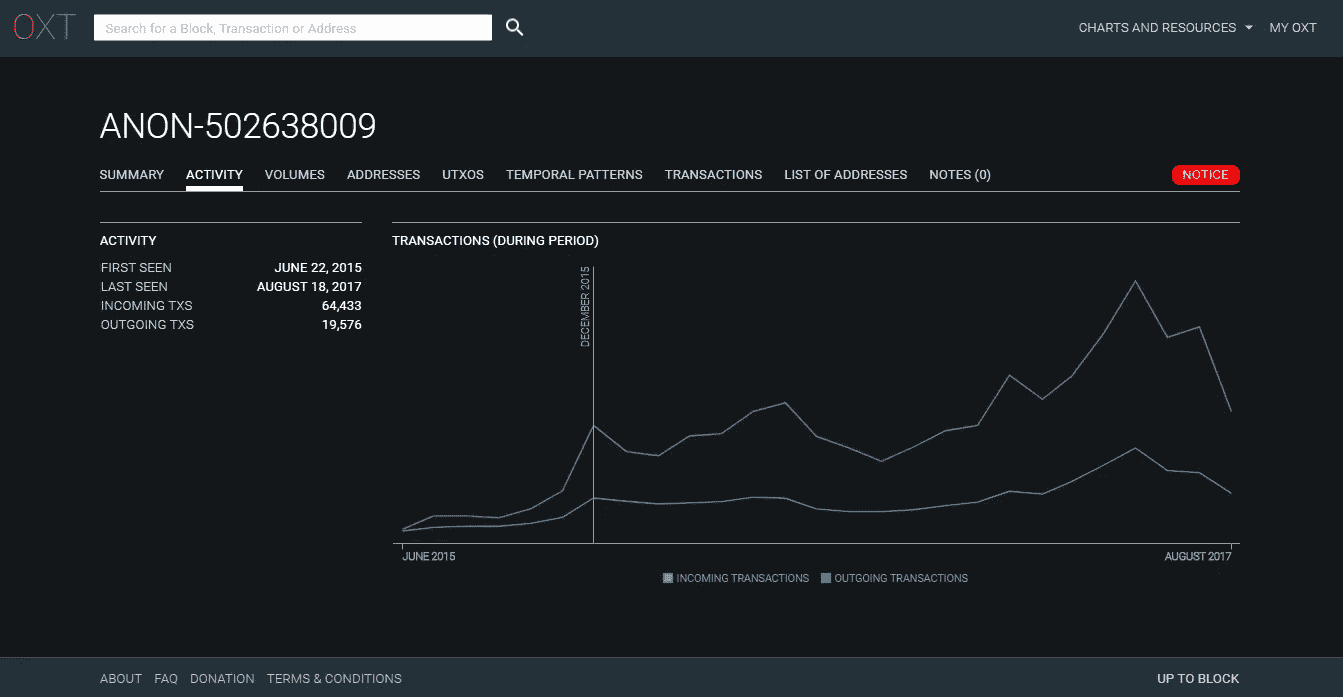 OXT Search for a Block, Transaction or Address CHARTS AND RESOURCES MY OXT
ANON-502638009
SUMMARY ACTIVITY VOLUMES ADDRESSES UTXOS TEMPORAL PATTERNS TRANSACTIONS LIST OF ADDRESSES NOTES (0) NOTICE
ACTIVITY
FIRST SEEN JUNE 22, 2015
LAST SEEN AUGUST 18, 2017
INCOMING TXS 64,433
OUTGOING TXS 19,576
TRANSACTIONS (DURING PERIOD)
DECEMBER 2015
JUNE 2015 AUGUST 2017
INCOMING TRANSACTIONS OUTGOING TRANSACTIONS
ABOUT FAQ DONATION TERMS & CONDITIONS UP TO BLOCK